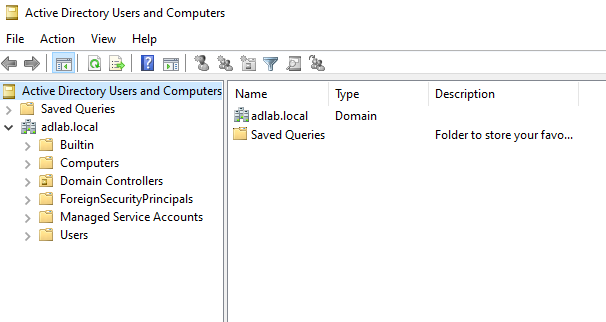 Active Directory Users and Computers
File Action View Help
Active Directory Users and Computers
Saved Queries
adlab.local
Builtin
Computers
Domain Controllers
ForeignSecurityPrincipals
Managed Service Accounts
Users
Name Type Description
adlab.local Domain
Saved Queries Folder to store your favo...